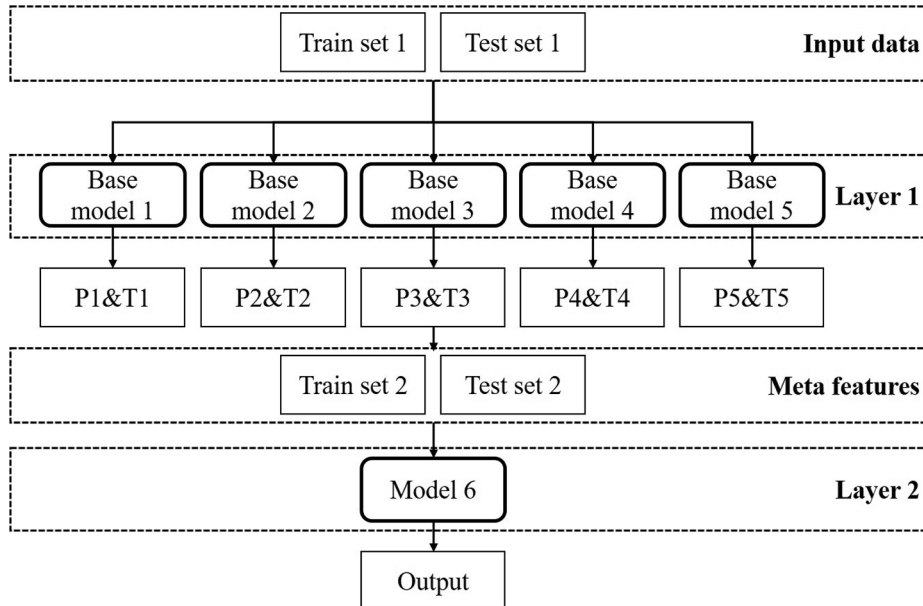 Train set 1
Test set 1
Input data
Base
model 1
Base
model 2
Base
model 3
Base
model 4
Base
model 5
Layer 1
P1&T1
P2&T2
P3&T3
P4&T4
P5&T5
Train set 2
Test set 2
Meta features
Model 6
Layer 2
Output